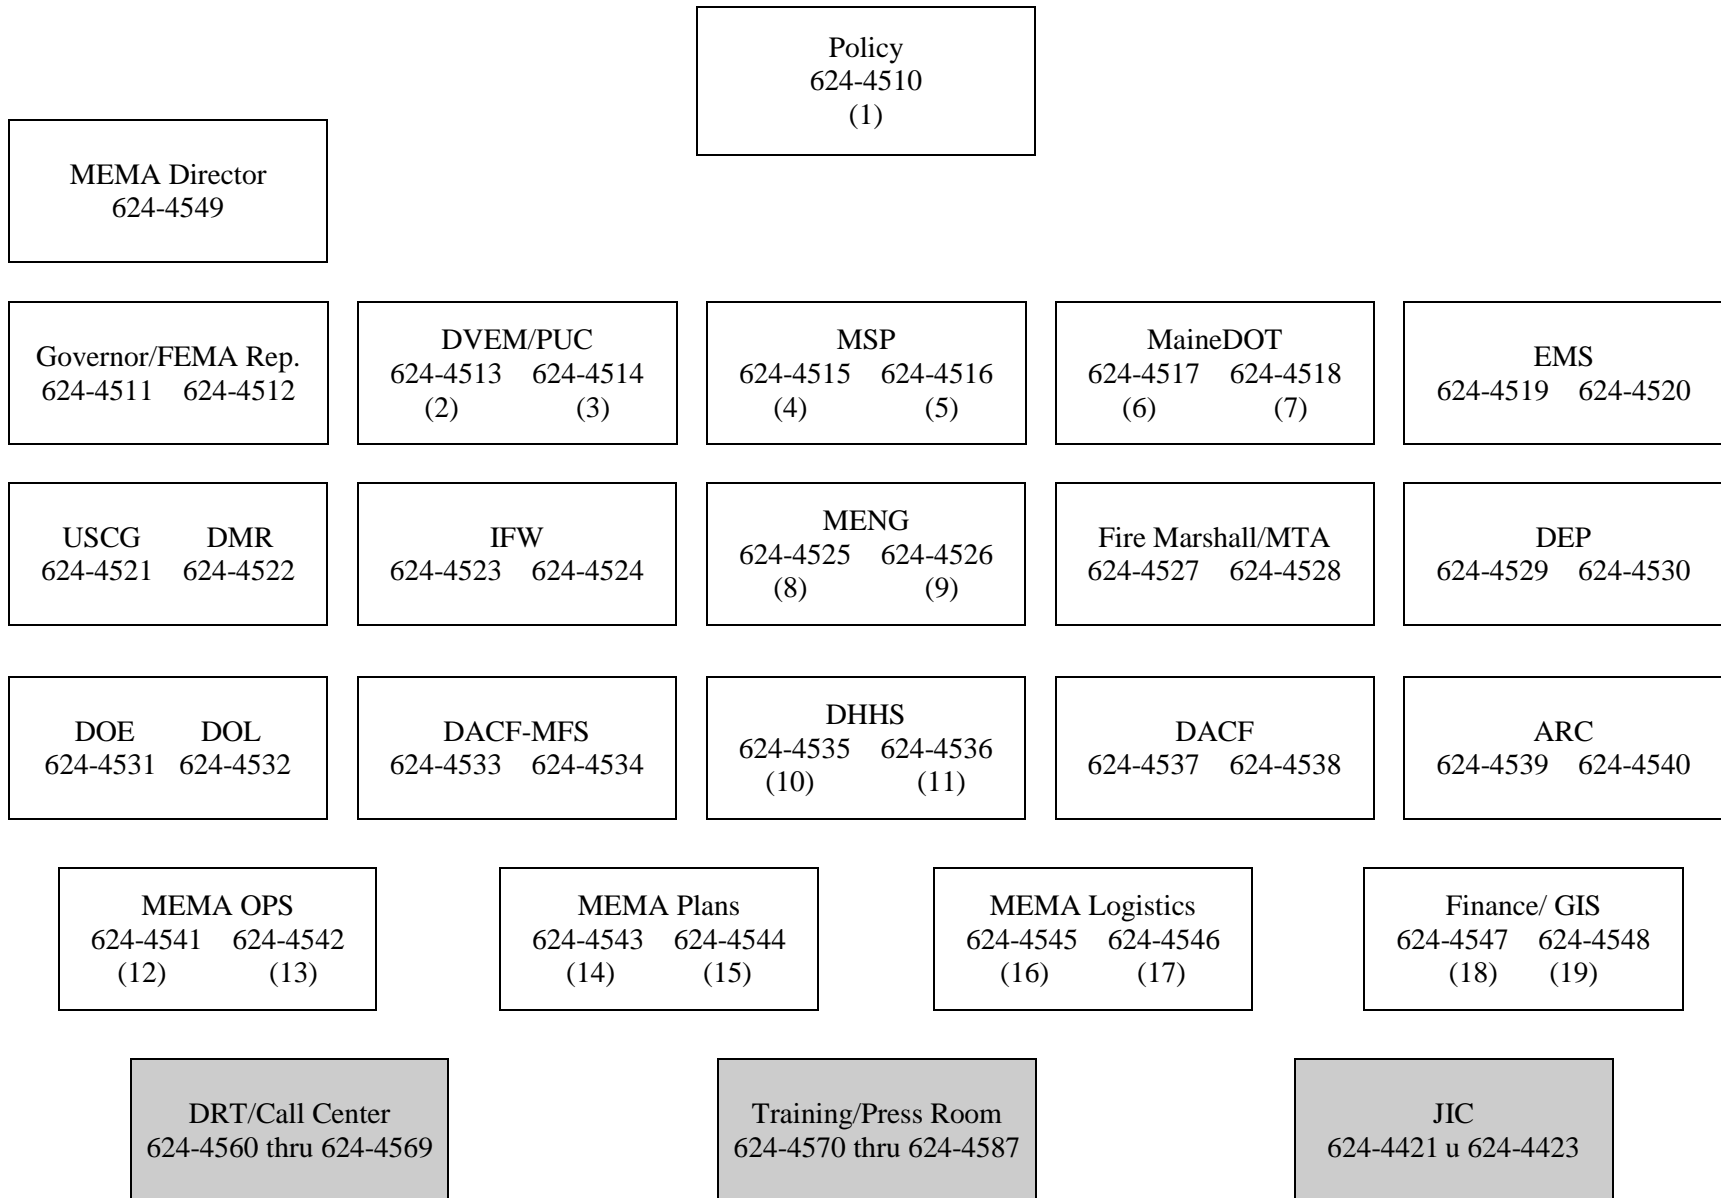 Policy
624-4510
(1)
MEMA Director
624-4549
Governor/FEMA Rep.
624-4511 624-4512
DVEM/PUC
624-4513 624-4514
(2) (3)
MSP
624-4515 624-4516
(4) (5)
MaineDOT
624-4517 624-4518
(6) (7)
EMS
624-4519 624-4520
USCG DMR
624-4521 624-4522
IFW
624-4523 624-4524
MENG
624-4525 624-4526
(8) (9)
Fire Marshall/MTA
624-4527 624-4528
DEP
624-4529 624-4530
DOE DOL
624-4531 624-4532
DACF-MFS
624-4533 624-4534
DHHS
624-4535 624-4536
(10) (11)
DACF
624-4537 624-4538
ARC
624-4539 624-4540
MEMA OPS
624-4541 624-4542
(12) (13)
MEMA Plans
624-4543 624-4544
(14) (15)
MEMA Logistics
624-4545 624-4546
(16) (17)
Finance/ GIS
624-4547 624-4548
(18) (19)
DRT/Call Center
624-4560 thru 624-4569
Training/Press Room
624-4570 thru 624-4587
JIC
624-4421 u 624-4423